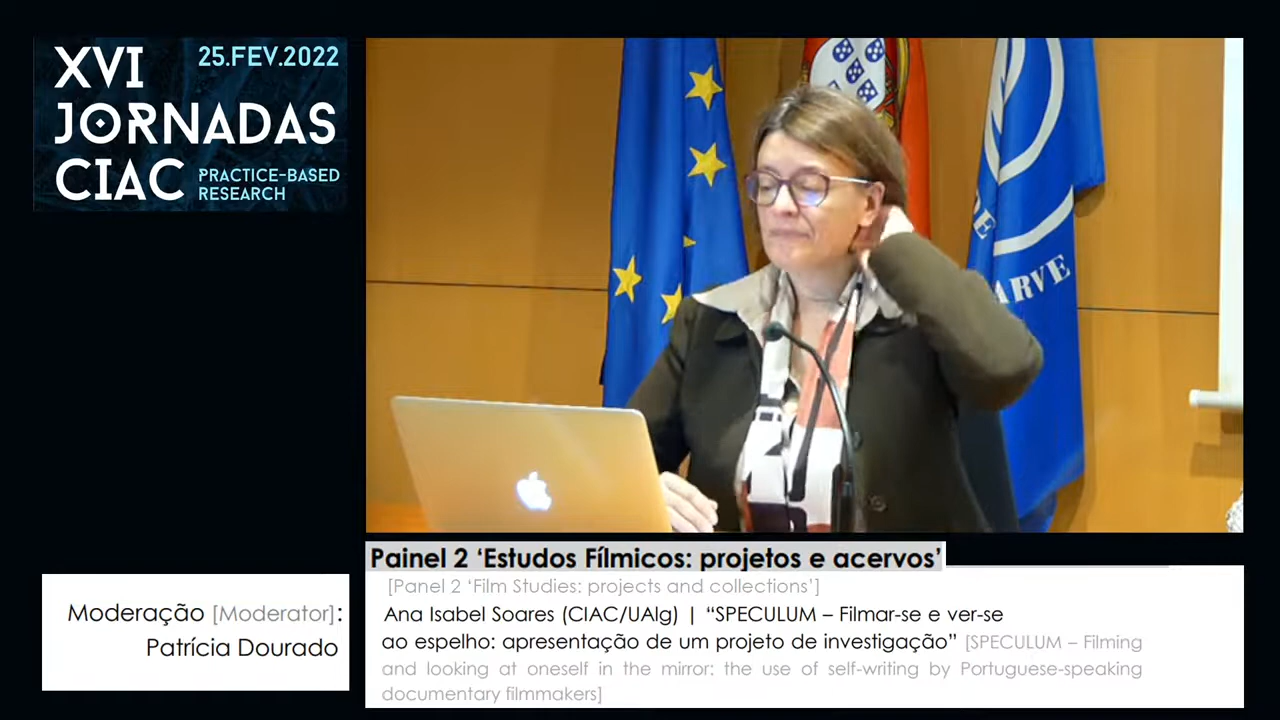 XVI
25.FEV.2022
JORNADAS
CIAC
PRACTICE-BASED
RESEARCH
DE
ARVE
Painel 2 ‘Estudos Fílmicos: projetos e acervos’
[Panel 2 ‘Film Studies: projects and collections’]
Ana Isabel Soares (CIAC/UAlg) | “SPECULUM – Filmar-se e ver-se
ao espelho: apresentação de um projeto de investigação” [SPECULUM – Filming
and looking at oneself in the mirror: the use of self-writing by Portuguese-speaking
documentary filmmakers]
Moderação [Moderator]:
Patrícia Dourado